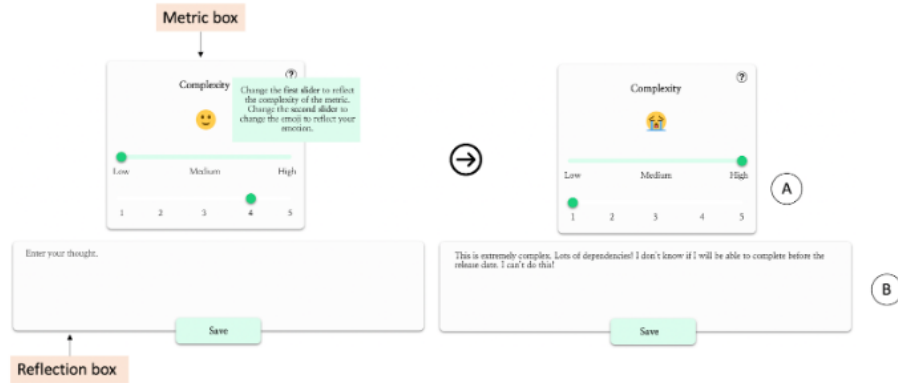 Metric box
Complexity
?
Change the first slider to reflect
the complexity of the metric.
Change the second slider to
change the emoji to reflect your
emotion.
Low Medium High
1 2 3 4 5
Enter your thought.
Save
Reflection box
Complexity
?
Low Medium High
A
1 2 3 4 5
This is extremely complex. Lots of dependencies! I don't know if I will be able to complete before the
release date. I can't do this!
B
Save